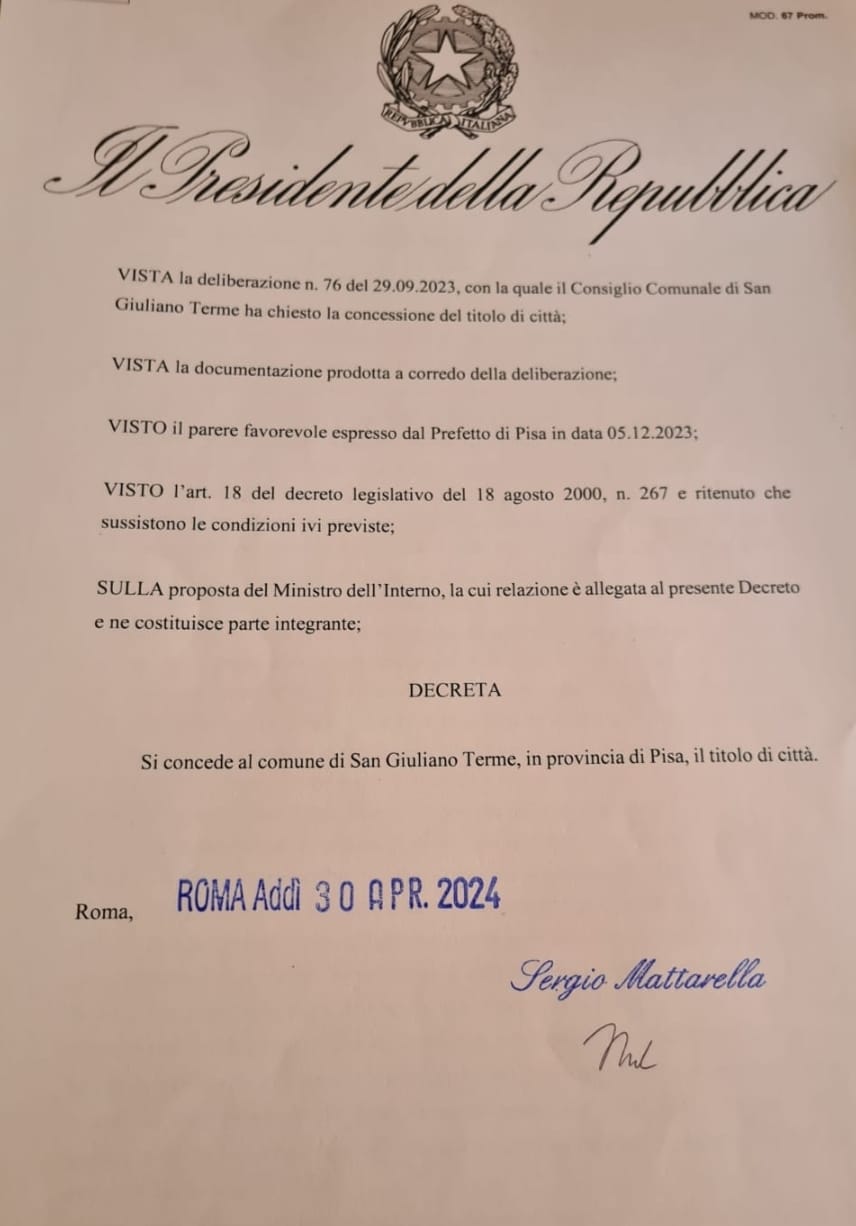 MOD. 67 Prom.
REPVBBLICA ITALIANA
Il Presidente della Repubblica
VISTA la deliberazione n. 76 del 29.09.2023, con la quale il Consiglio Comunale di San
Giuliano Terme ha chiesto la concessione del titolo di città;
VISTA la documentazione prodotta a corredo della deliberazione;
VISTO il parere favorevole espresso dal Prefetto di Pisa in data 05.12.2023;
VISTO l'art. 18 del decreto legislativo del 18 agosto 2000, n. 267 e ritenuto che
sussistono le condizioni ivi previste;
SULLA proposta del Ministro dell'Interno, la cui relazione è allegata al presente Decreto
e ne costituisce parte integrante;
DECRETA
Si concede al comune di San Giuliano Terme, in provincia di Pisa, il titolo di città.
Roma, ROMA Addì 30 APR. 2024
Sergio Mattarella